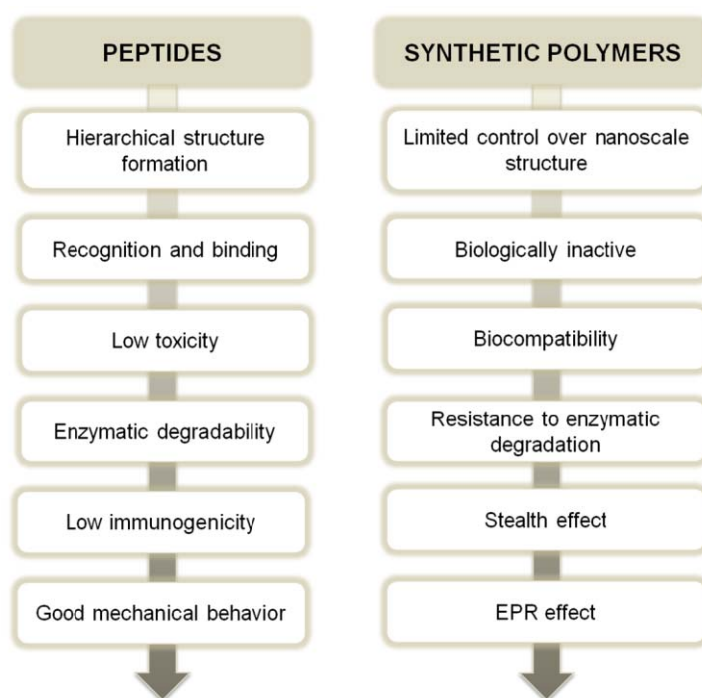 PEPTIDES
Hierarchical structure
formation
Recognition and binding
Low toxicity
Enzymatic degradability
Low immunogenicity
Good mechanical behavior
SYNTHETIC POLYMERS
Limited control over nanoscale
structure
Biologically inactive
Biocompatibility
Resistance to enzymatic
degradation
Stealth effect
EPR effect